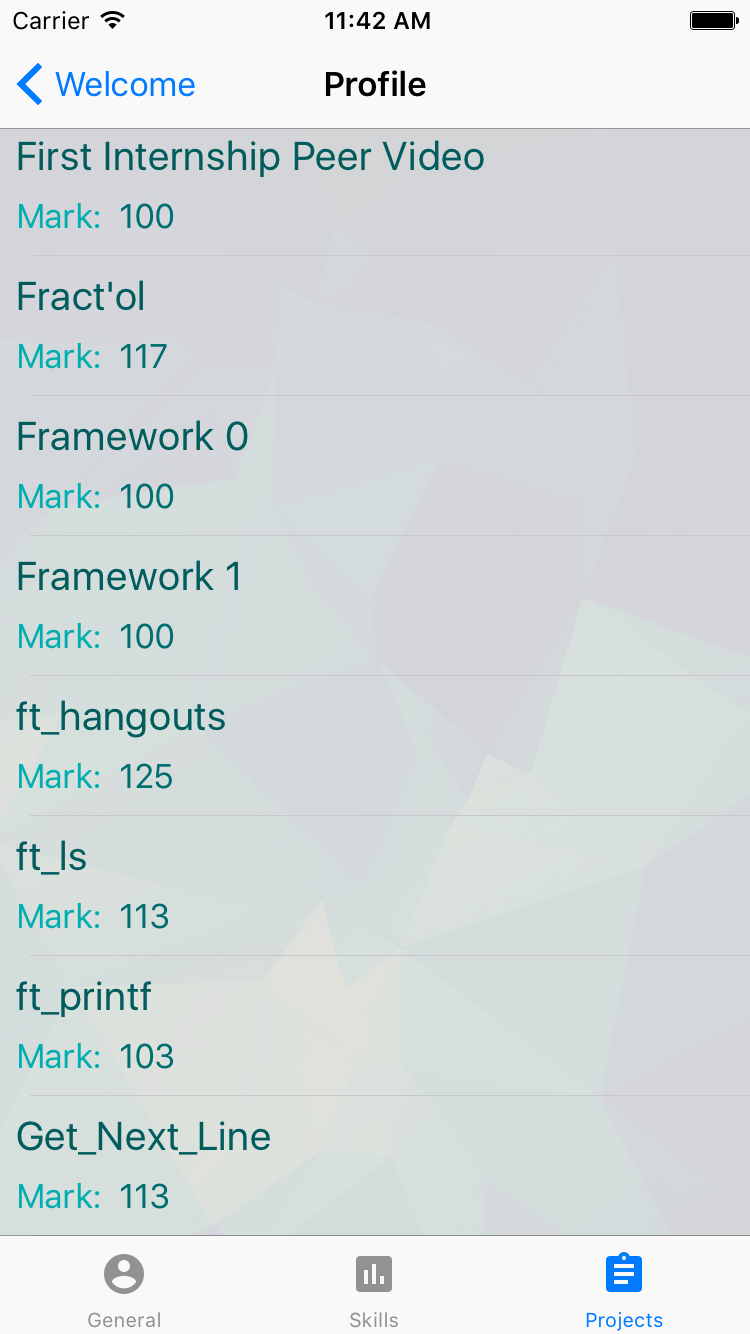 Carrier 11:42 AM
Welcome Profile
First Internship Peer Video
Mark: 100
Fract'ol
Mark: 117
Framework 0
Mark: 100
Framework 1
Mark: 100
ft_hangouts
Mark: 125
ft_ls
Mark: 113
ft_printf
Mark: 103
Get_Next_Line
Mark: 113
General Skills Projects